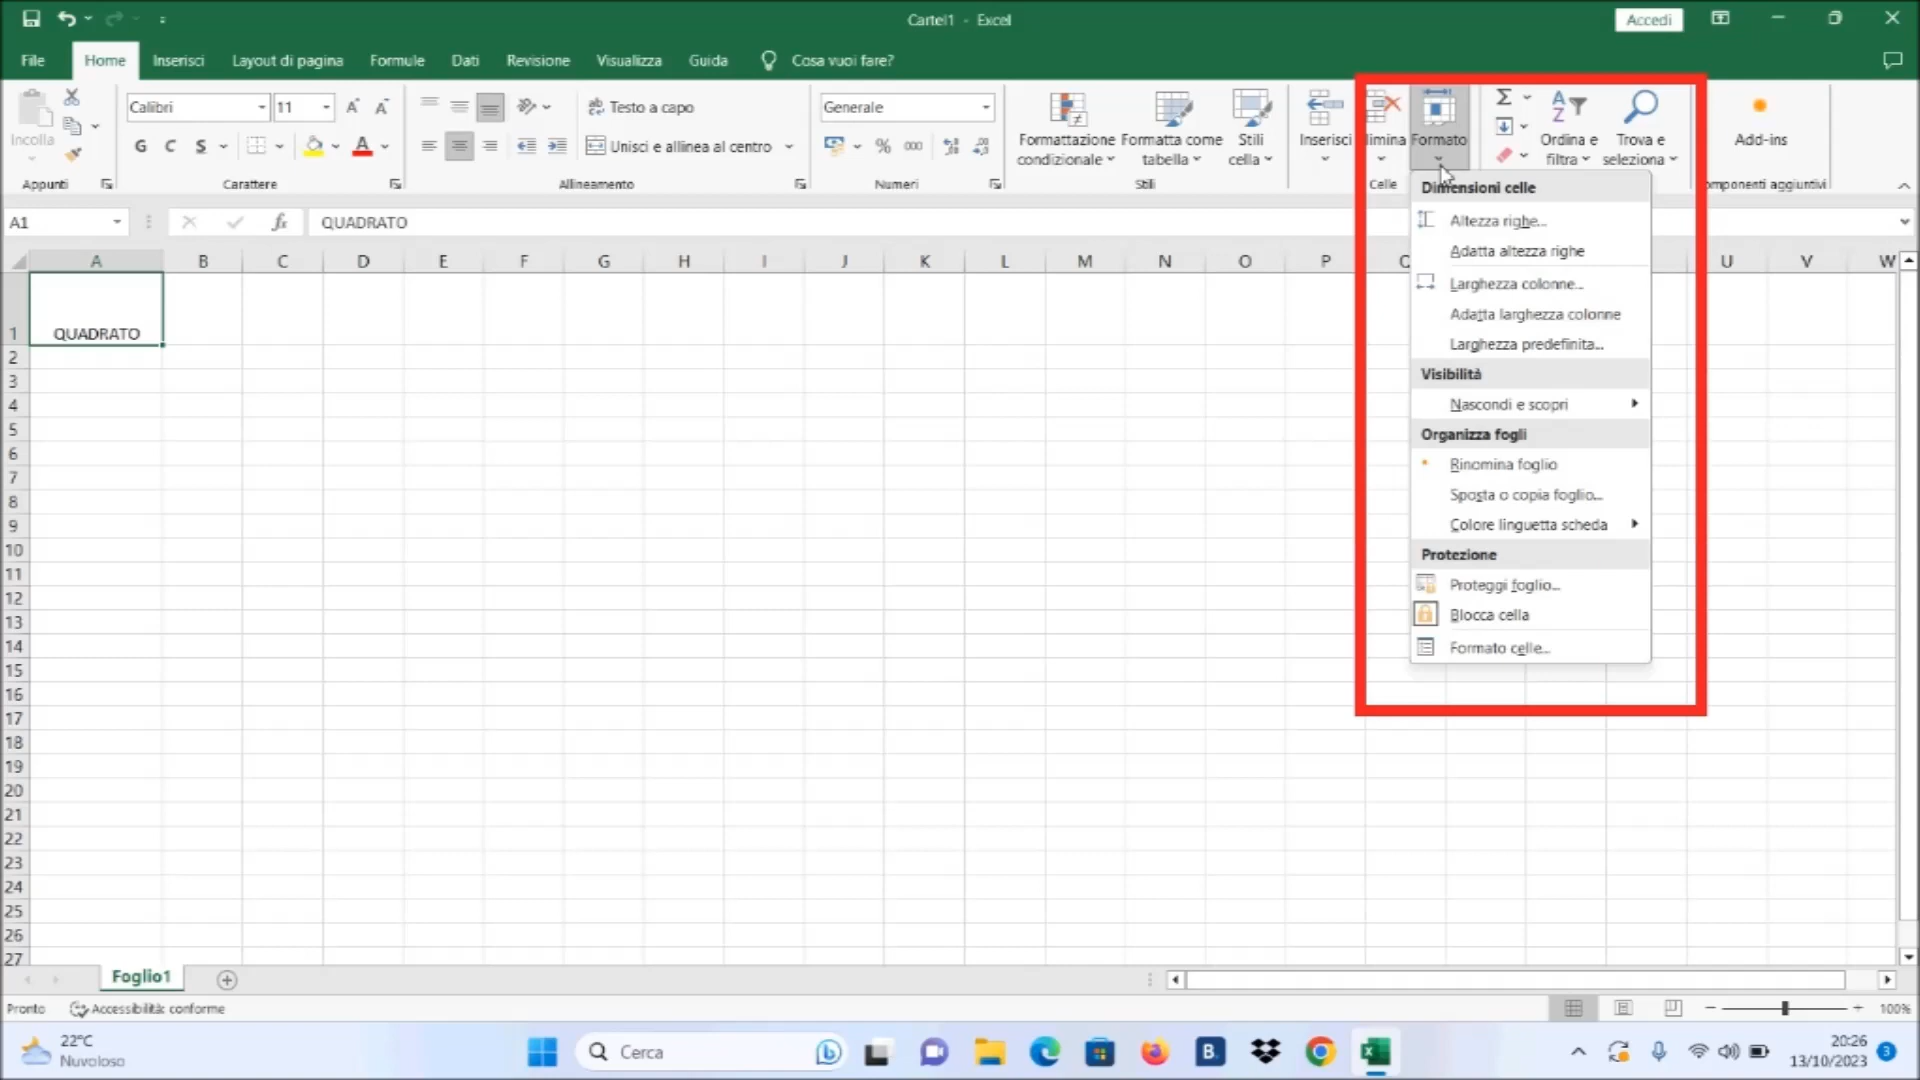 Cartel1 - Excel
Accedi
File Home Inserisci Layout di pagina Formule Dati Revisione Visualizza Guida Cosa vuoi fare?
Incolla
Calibri 11
G C S
Testo a capo
Unisci e allinea al centro
Generale
% 000
Formattazione condizionale
Formatta come tabella
Stili cella
Inserisci
limina
Formato
Ordina e filtra
Trova e seleziona
Add-ins
Appunti Carattere Allineamento Numeri Stili Celle omponenti aggiuntivi
A1 fx QUADRATO
A B C D E F G H I J K L M N O P U V W
1 QUADRATO
2
3
4
5
6
7
8
9
10
11
12
13
14
15
16
17
18
19
20
21
22
23
24
25
26
27
Dimensioni celle
Altezza righe...
Adatta altezza righe
Larghezza colonne...
Adatta larghezza colonne
Larghezza predefinita...
Visibilità
Nascondi e scopri
Organizza fogli
Rinomina foglio
Sposta o copia foglio...
Colore linguetta scheda
Protezione
Proteggi foglio...
Blocca cella
Formato celle...
Foglio1
Pronto Accessibilità: conforme 100%
22°C
Nuvoloso
Cerca
20:26
13/10/2023
3